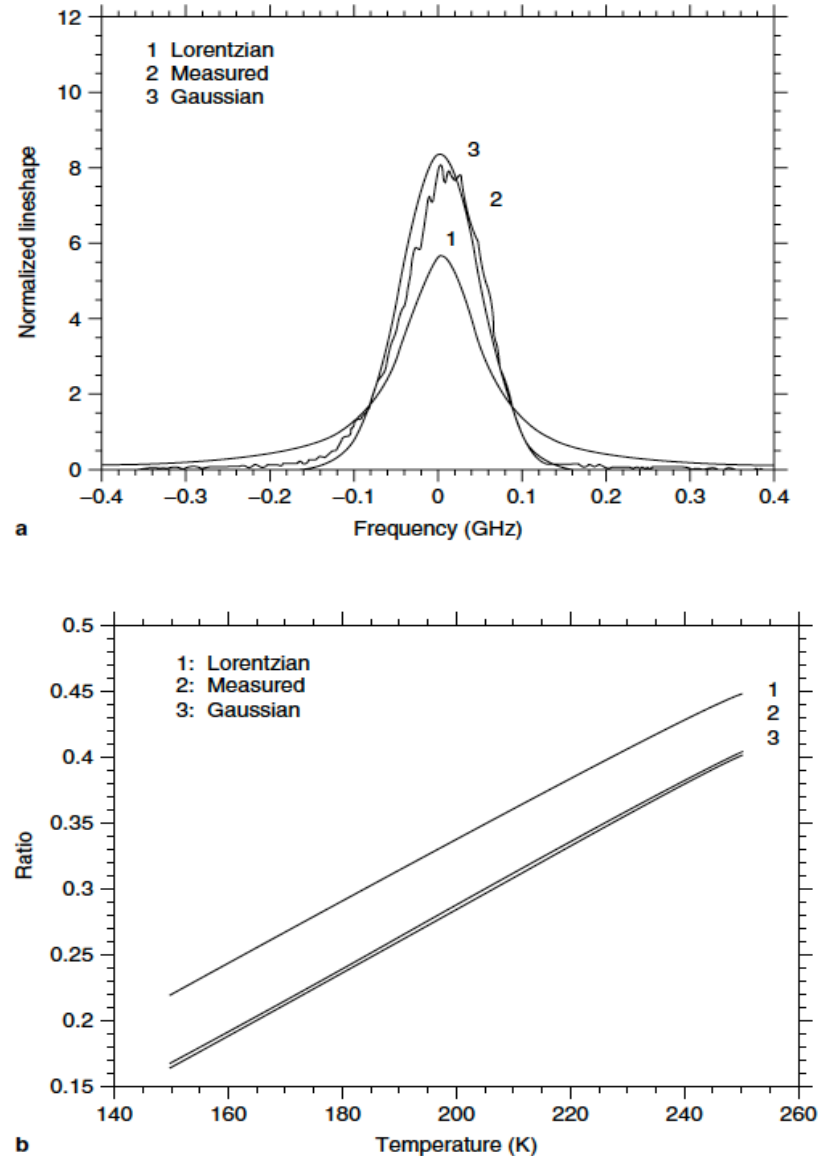 12
10
8
6
4
2
0
Normalized lineshape
1 Lorentzian
2 Measured
3 Gaussian
3
2
1
−0.4 −0.3 −0.2 −0.1 0 0.1 0.2 0.3 0.4
Frequency (GHz)
a
0.5
0.45
0.4
0.35
0.3
0.25
0.2
0.15
Ratio
1: Lorentzian
2: Measured
3: Gaussian
1
2
3
140 160 180 200 220 240 260
Temperature (K)
b